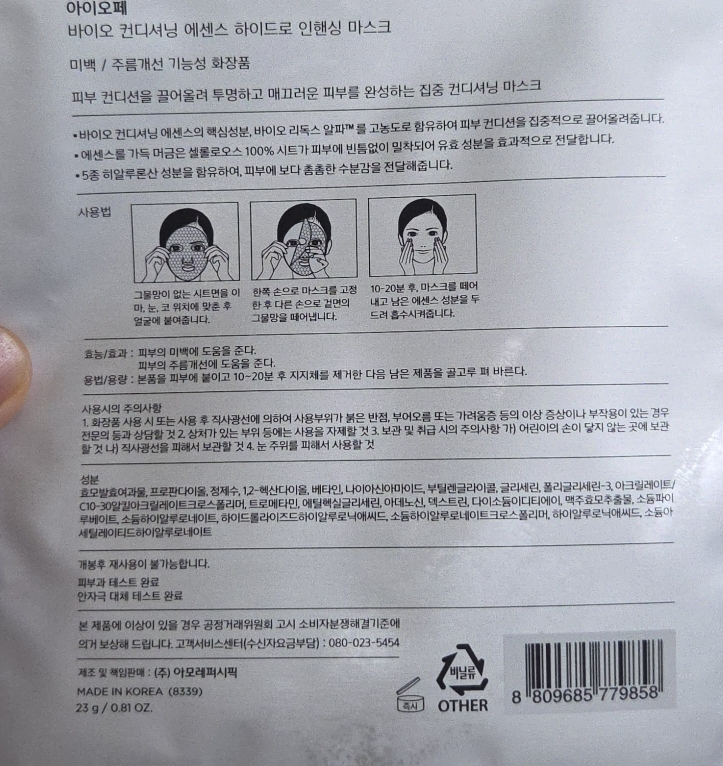 아이오페
바이오 컨디셔닝 에센스 하이드로 인핸싱 마스크
미백 / 주름개선 기능성 화장품
피부 컨디션을 끌어올려 투명하고 매끄러운 피부를 완성하는 집중 컨디셔닝 마스크
•바이오 컨디셔닝 에센스의 핵심성분, 바이오 리독스 알파™를 고농도로 함유하여 피부 컨디션을 집중적으로 끌어올려줍니다.
•에센스를 가득 머금은 셀룰로오스 100% 시트가 피부에 빈틈없이 밀착되어 유효 성분을 효과적으로 전달합니다.
•5종 히알루론산 성분을 함유하여, 피부에 보다 촘촘한 수분감을 전달해줍니다.
사용법
그물망이 없는 시트면을 이
마, 눈, 코 위치에 맞춘 후
얼굴에 붙여줍니다.
한쪽 손으로 마스크를 고정
한 후 다른 손으로 겉면의
그물망을 떼어냅니다.
10-20분 후, 마스크를 떼어
내고 남은 에센스 성분을 두
드려 흡수시켜줍니다.
효능/효과 : 피부의 미백에 도움을 준다.
피부의 주름개선에 도움을 준다.
용법/용량 : 본품을 피부에 붙이고 10~20분 후 지지체를 제거한 다음 남은 제품을 골고루 펴 바른다.
사용시의 주의사항
1. 화장품 사용 시 또는 사용 후 직사광선에 의하여 사용부위가 붉은 반점, 부어오름 또는 가려움증 등의 이상 증상이나 부작용이 있는 경우
전문의 등과 상담할 것 2. 상처가 있는 부위 등에는 사용을 자제할 것 3. 보관 및 취급 시의 주의사항 가) 어린이의 손이 닿지 않는 곳에 보관
할 것 나) 직사광선을 피해서 보관할 것 4. 눈 주위를 피해서 사용할 것
성분
효모발효여과물, 프로판다이올, 정제수, 1,2-헥산다이올, 베타인, 나이아신아마이드, 부틸렌글라이콜, 글리세린, 폴리글리세린-3, 아크릴레이트/
C10-30알킬아크릴레이트크로스폴리머, 트로메타민, 에틸헥실글리세린, 아데노신, 덱스트린, 다이소듐이디티에이, 맥주효모추출물, 소듐파이
루베이트, 소듐하이알루로네이트, 하이드롤라이즈드하이알루로닉애씨드, 소듐하이알루로네이트크로스폴리머, 하이알루로닉애씨드, 소듐아
세틸레이티드하이알루로네이트
개봉후 재사용이 불가능합니다.
피부과 테스트 완료
안자극 대체 테스트 완료
본 제품에 이상이 있을 경우 공정거래위원회 고시 소비자분쟁해결기준에
의거 보상해 드립니다. 고객서비스센터(수신자요금부담) : 080-023-5454
제조 및 책임판매 : (주) 아모레퍼시픽
MADE IN KOREA (8339)
23 g / 0.81 OZ.
즉시
비닐류
OTHER
8 809685 779858